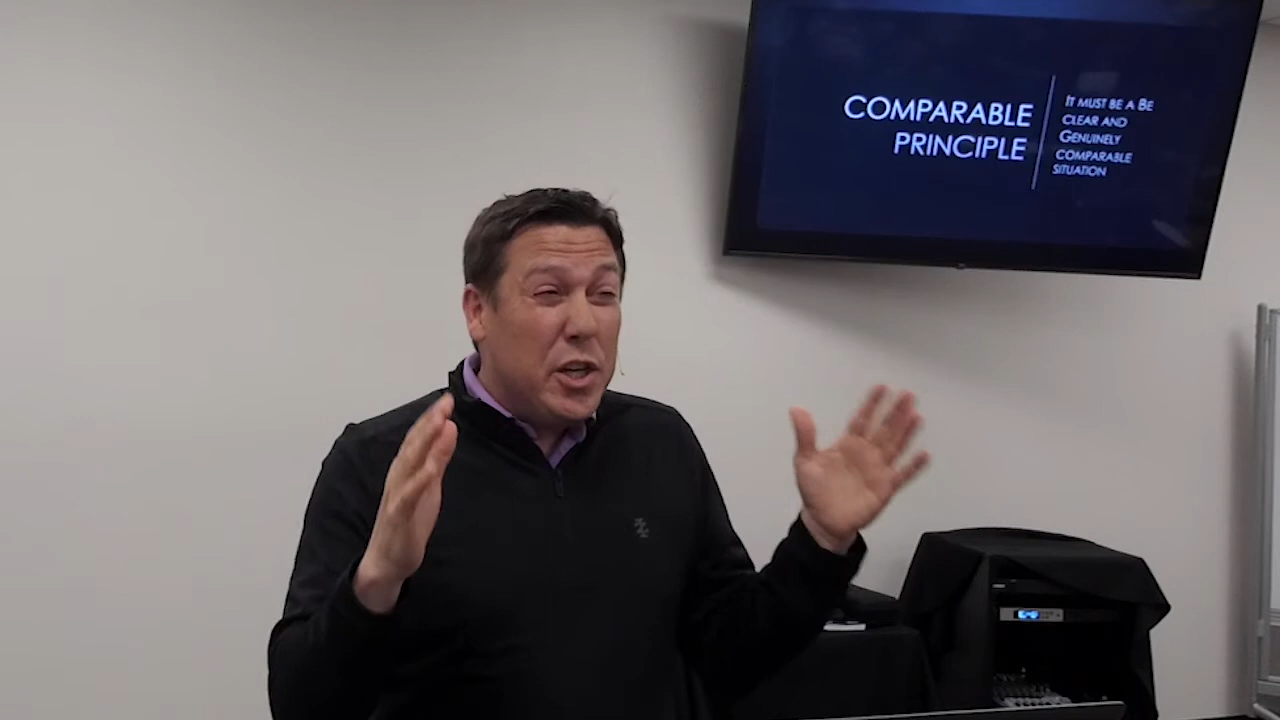 COMPARABLE
PRINCIPLE
IT MUST BE A BE
CLEAR AND
GENUINELY
COMPARABLE
SITUATION